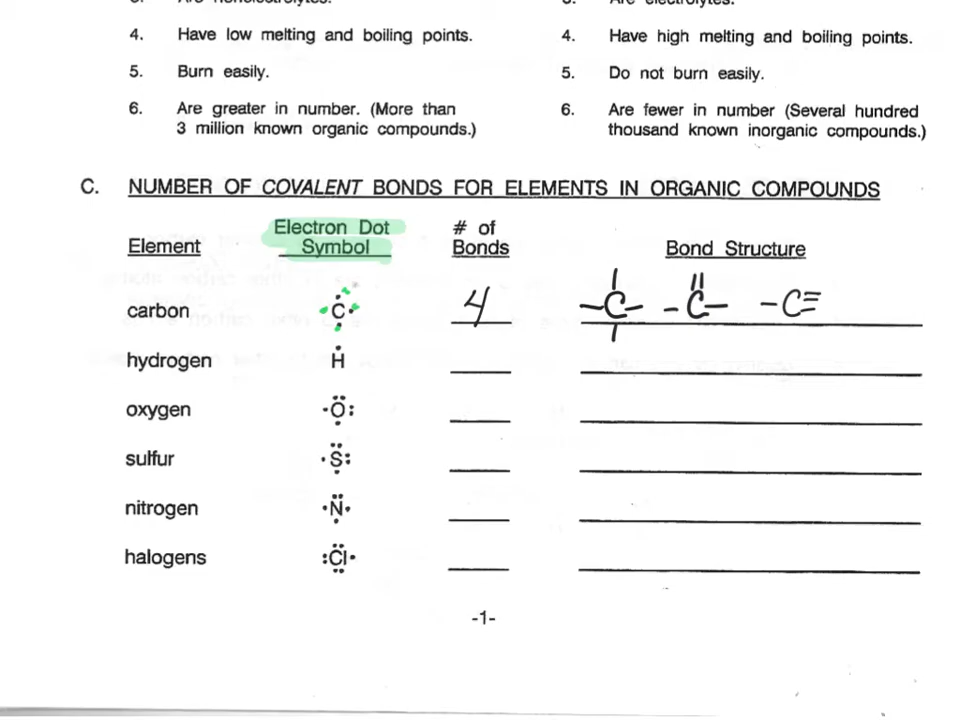 4. Have low melting and boiling points. 4. Have high melting and boiling points.
5. Burn easily. 5. Do not burn easily.
6. Are greater in number. (More than 6. Are fewer in number (Several hundred
3 million known organic compounds.) thousand known inorganic compounds.)
C. NUMBER OF COVALENT BONDS FOR ELEMENTS IN ORGANIC COMPOUNDS
Electron Dot # of
Element Symbol Bonds Bond Structure
carbon C 4 -C- -C- -C≡
hydrogen H
oxygen O
sulfur S
nitrogen N
halogens Cl
-1-